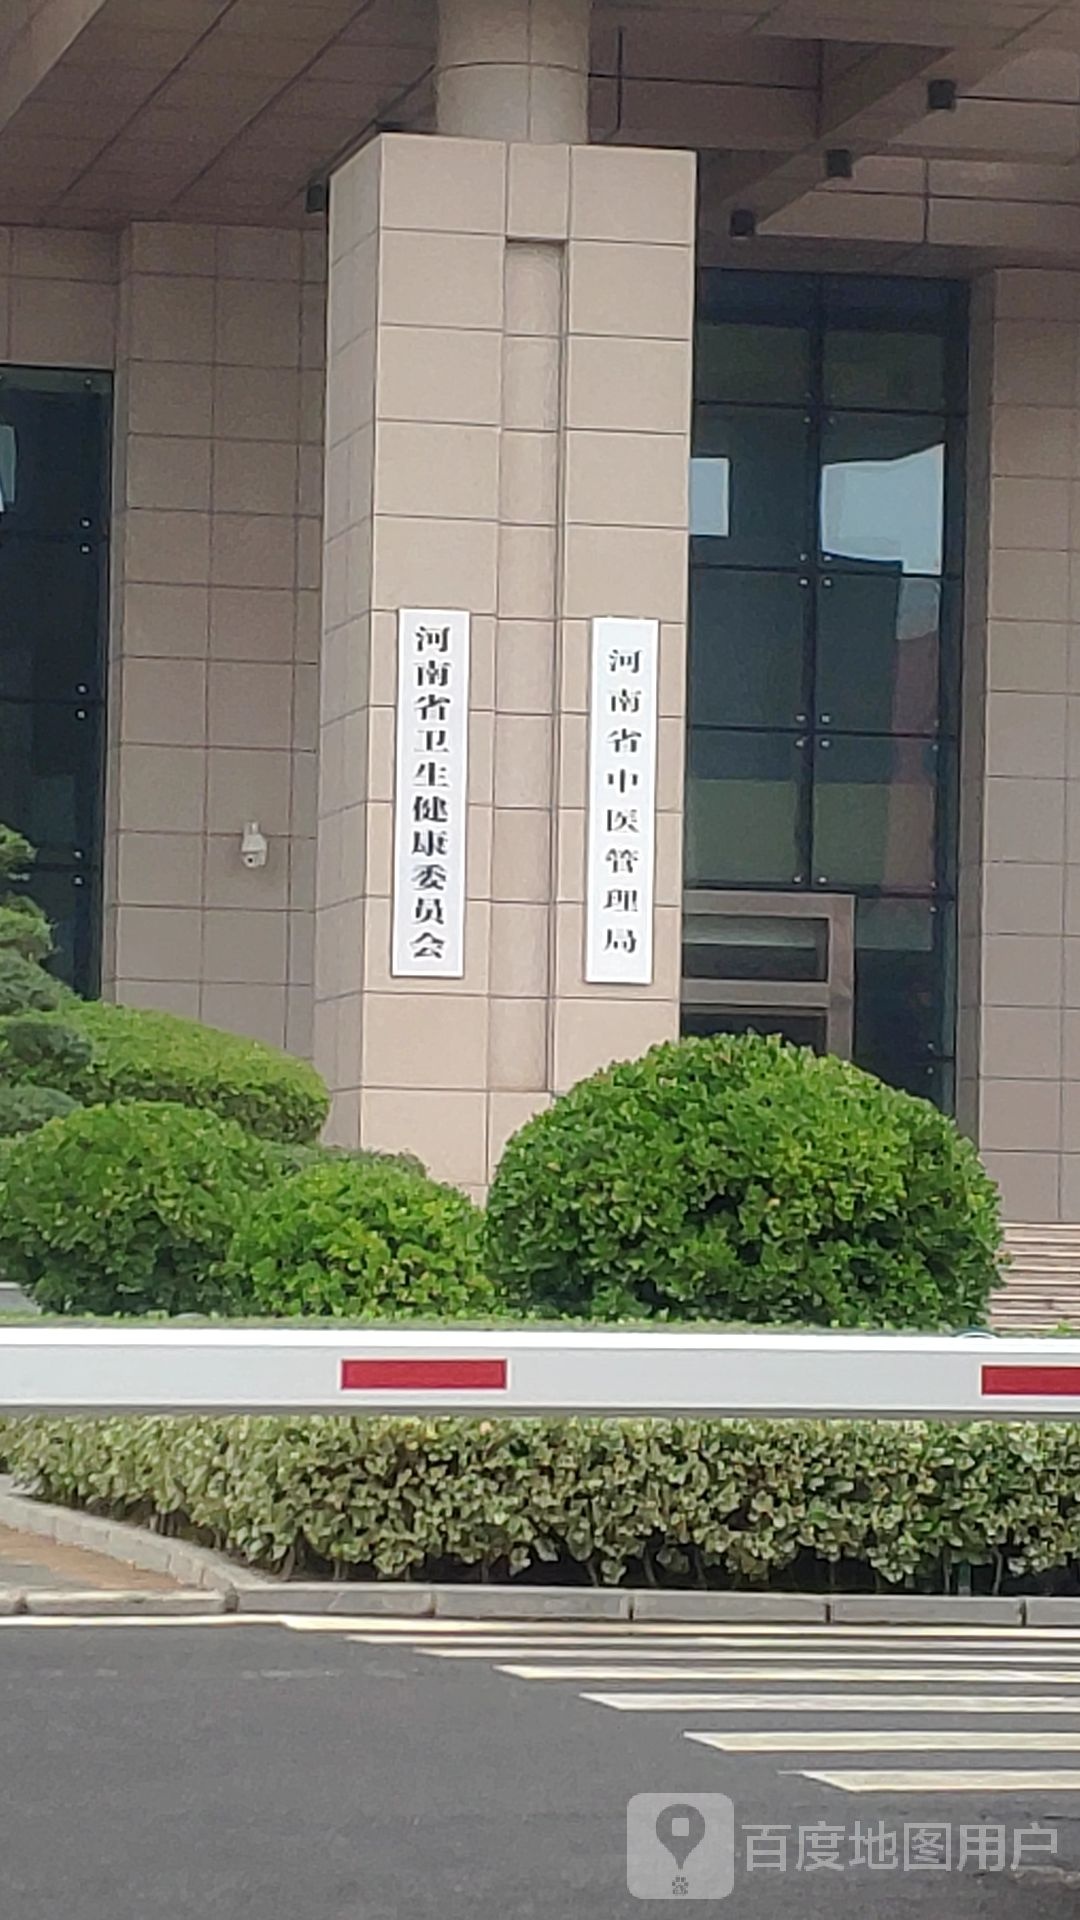 河南省卫生健康委员会
河南省中医管理局
百度地图用户